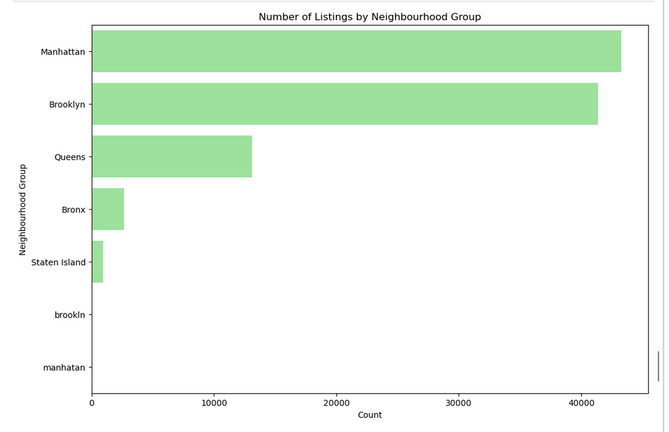 Number of Listings by Neighbourhood Group
Manhattan
Brooklyn
Queens
Bronx
Staten Island
brookln
manhatan
Neighbourhood Group
0 10000 20000 30000 40000
Count